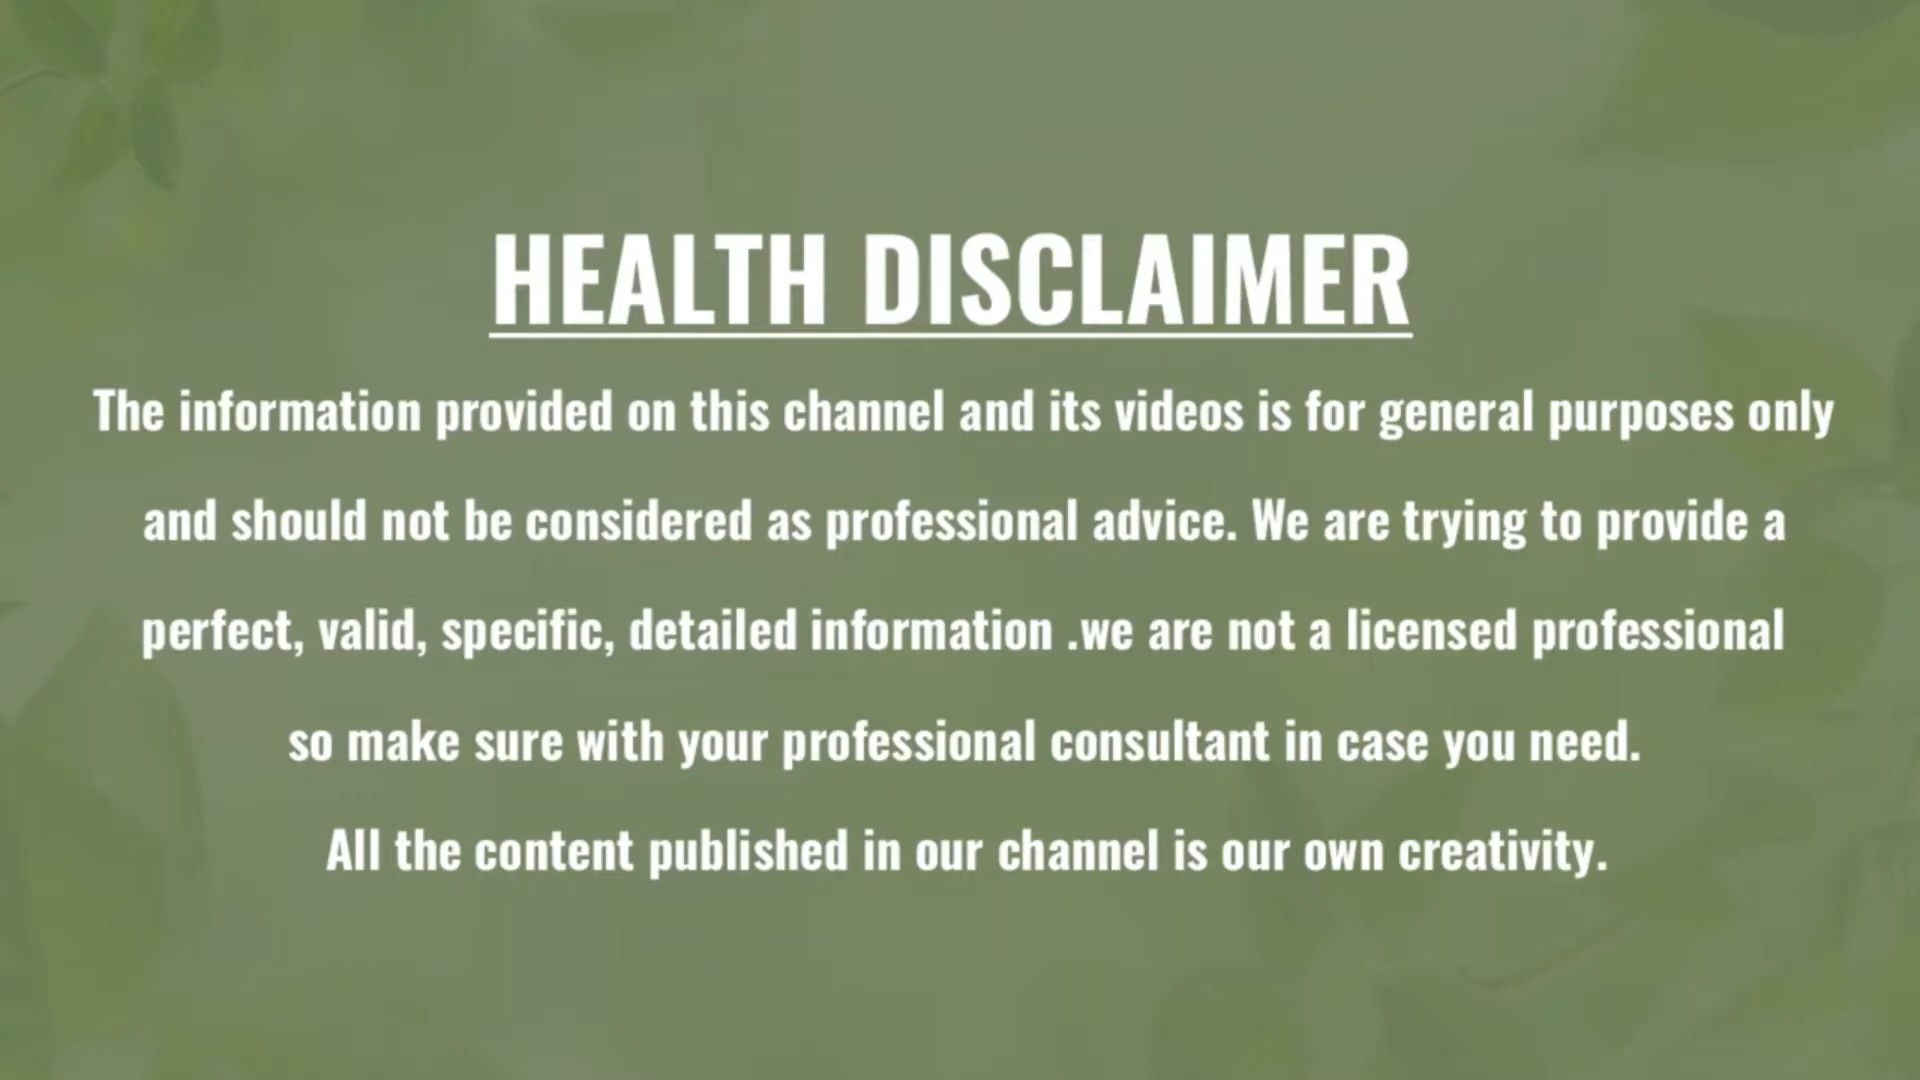 HEALTH DISCLAIMER
The information provided on this channel and its videos is for general purposes only
and should not be considered as professional advice. We are trying to provide a
perfect, valid, specific, detailed information .we are not a licensed professional
so make sure with your professional consultant in case you need.
All the content published in our channel is our own creativity.